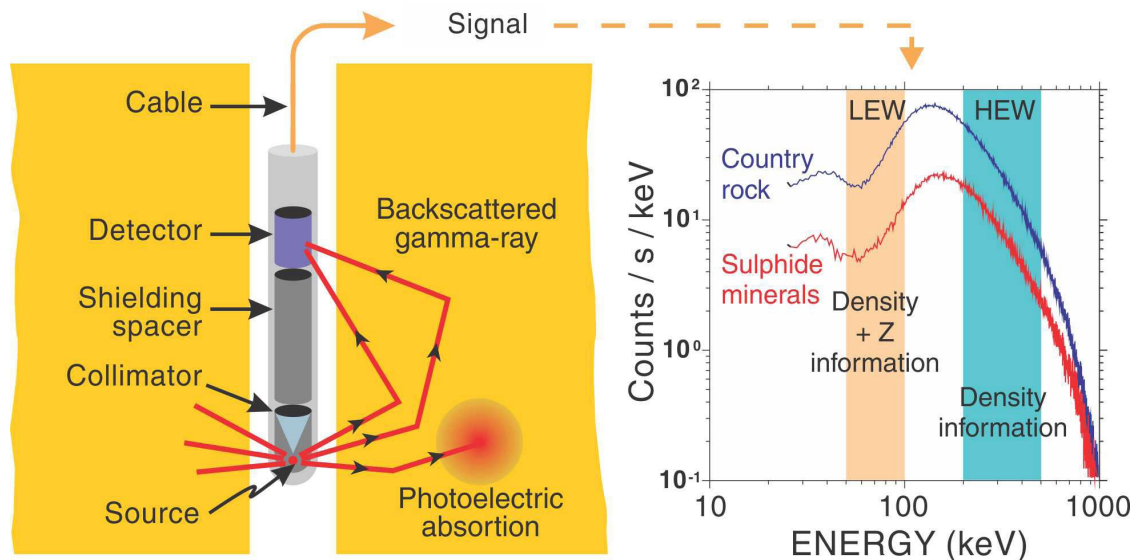 Signal
Cable
Detector
Shielding
spacer
Collimator
Source
Backscattered
gamma-ray
Photoelectric
absortion
Counts / s / keV
10²
10¹
10⁰
10⁻¹
LEW
HEW
Country
rock
Sulphide
minerals
Density
+ Z
information
Density
information
10
100
1000
ENERGY (keV)